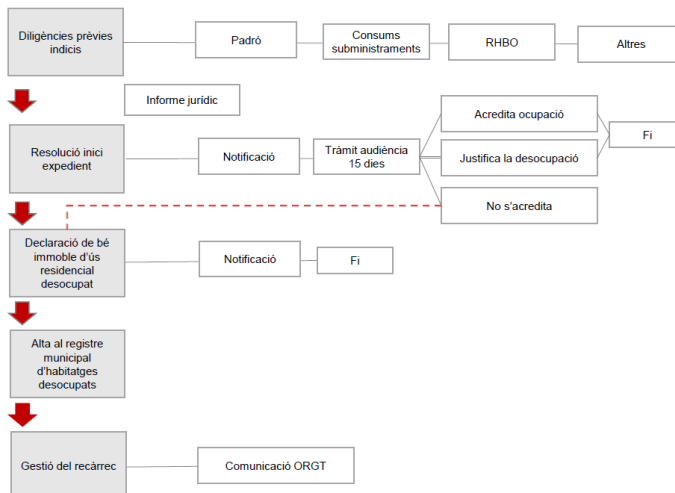 Diligències prèvies
indicis
Padró
Consums
subministraments
RHBO
Altres
Informe jurídic
Resolució inici
expedient
Notificació
Tràmit audiència
15 dies
Acredita ocupació
Justifica la desocupació
No s'acredita
Fi
Declaració de bé
immoble d'ús
residencial
desocupat
Notificació
Fi
Alta al registre
municipal
d'habitatges
desocupats
Gestió del recàrrec
Comunicació ORGT